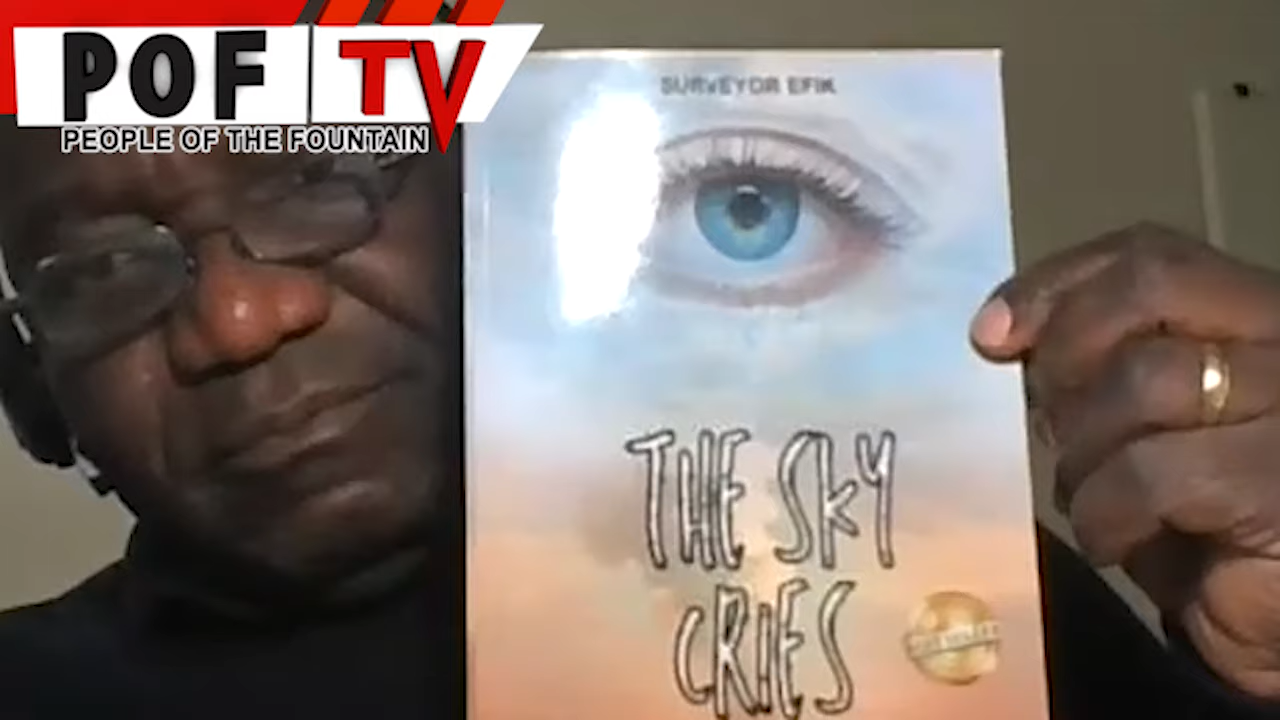 POF TV
PEOPLE OF THE FOUNTAIN
SURVEYOR EFIK
THE SKY
CRIES